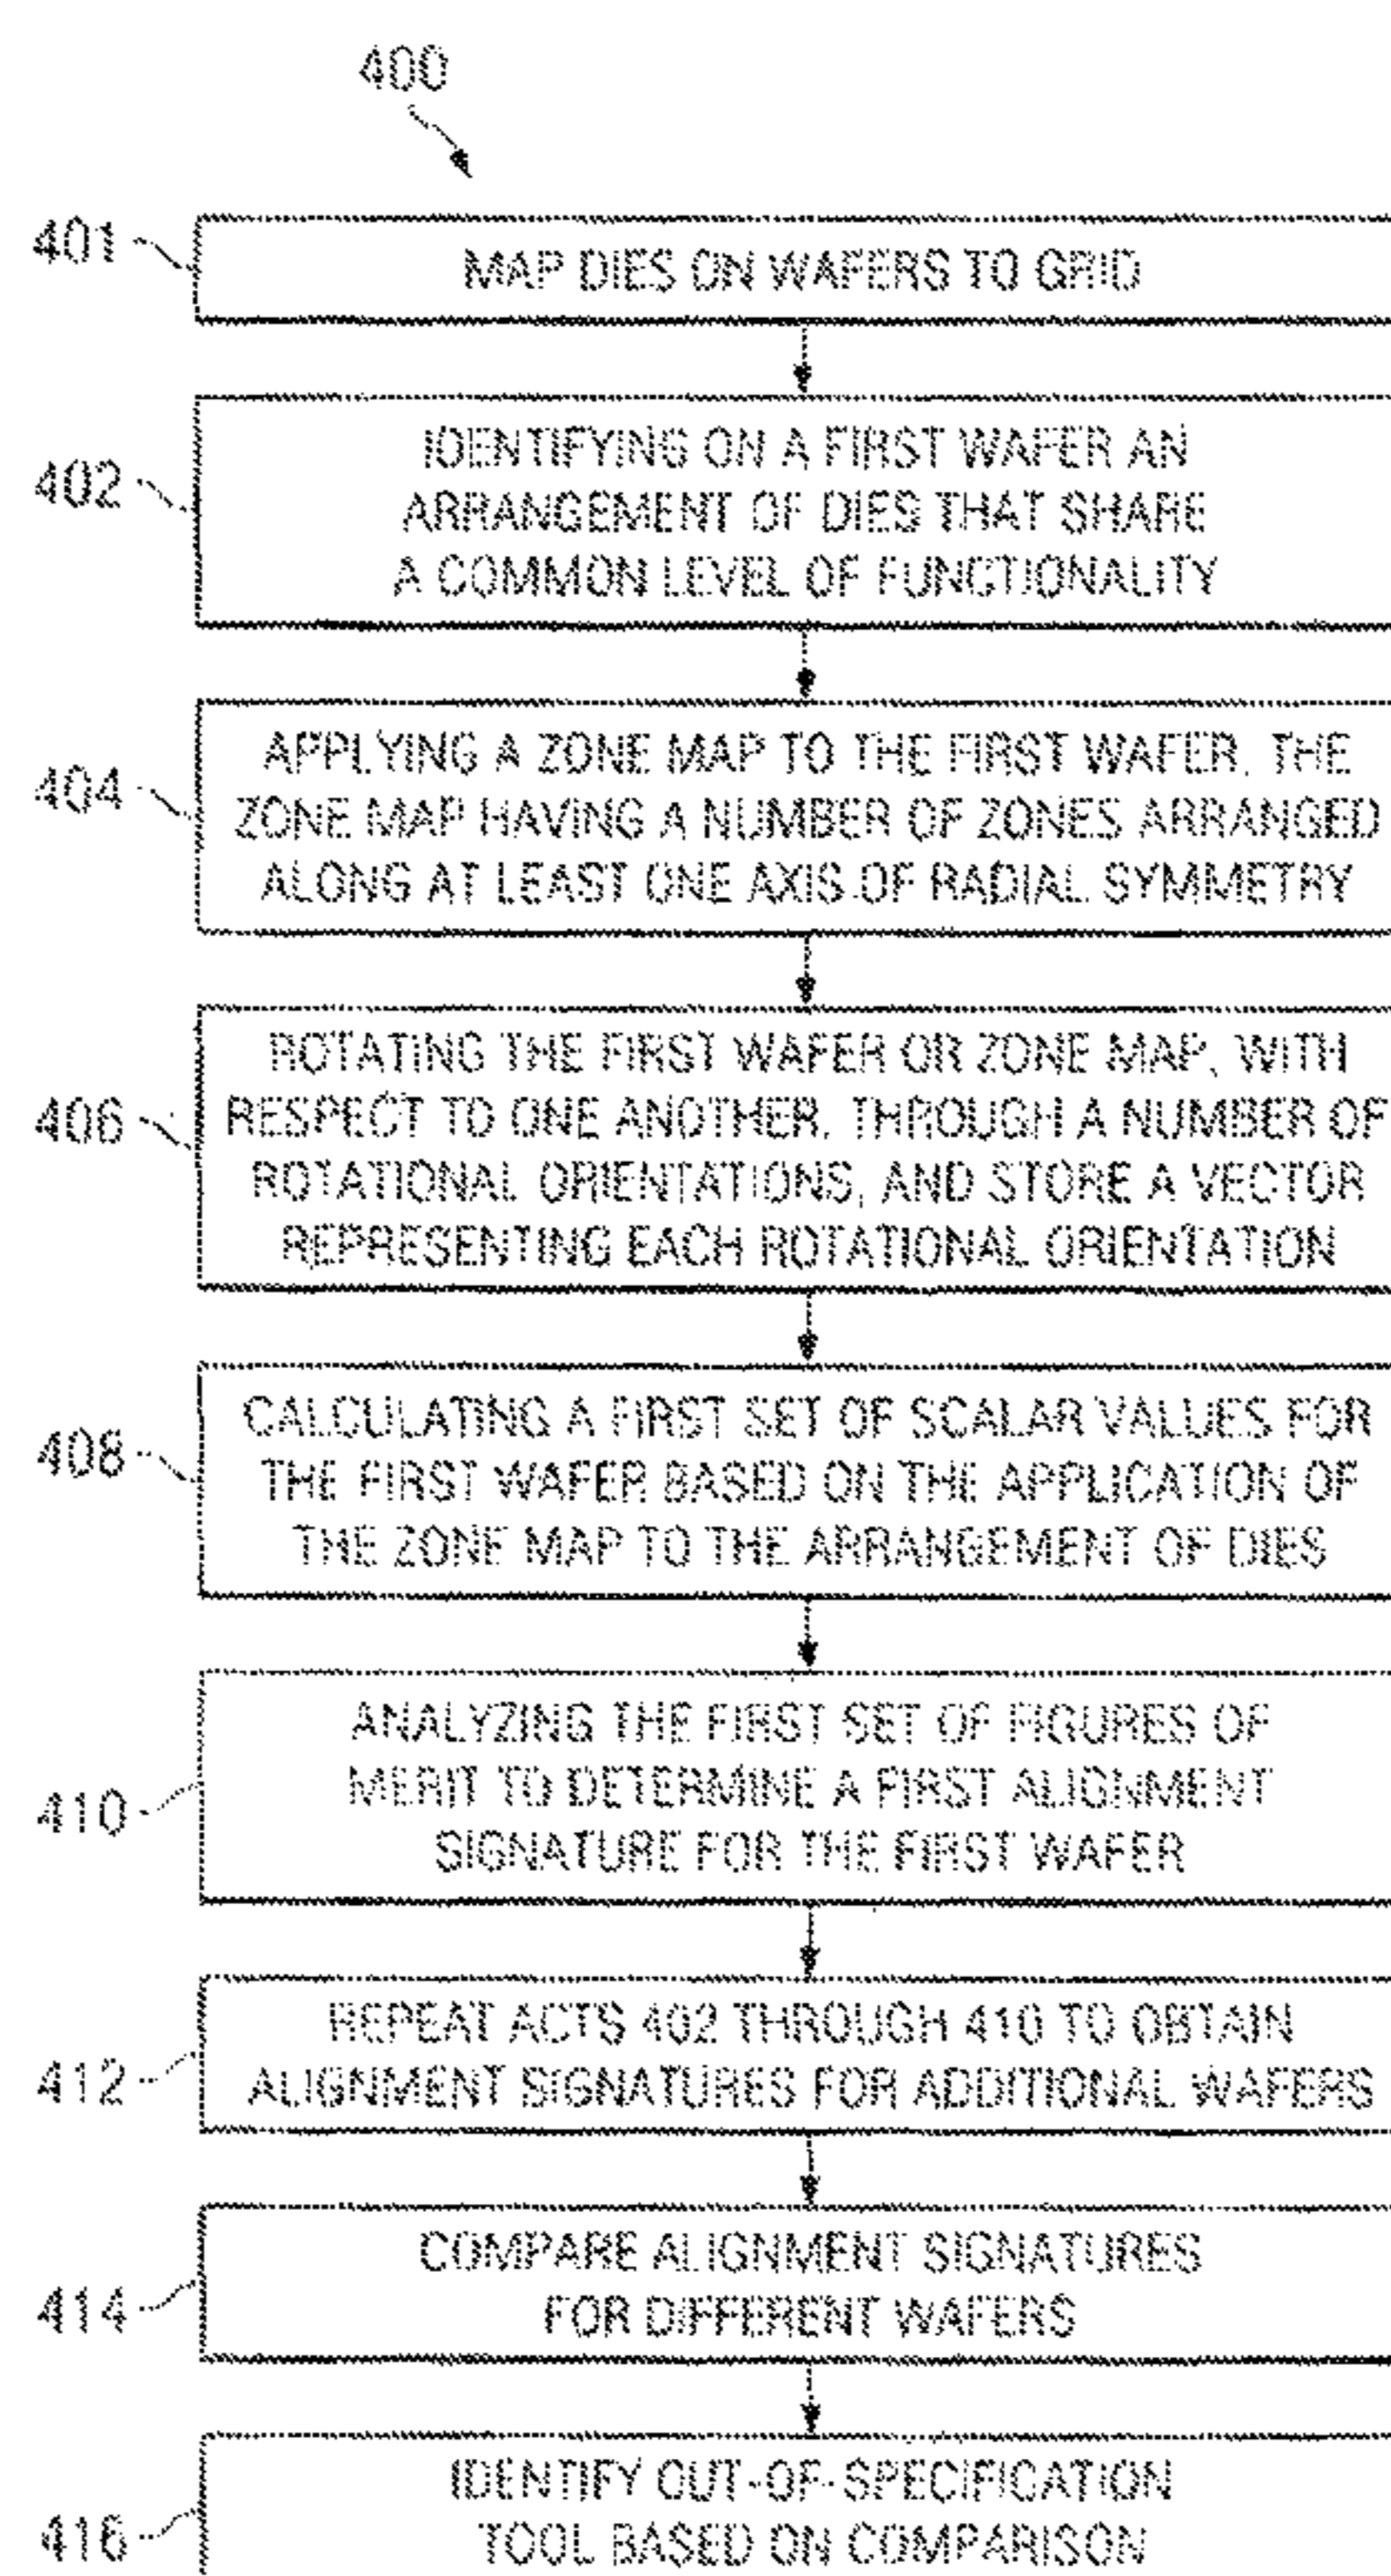 400
401
MAP DIES ON WAFERS TO GRID
402
IDENTIFYING ON A FIRST WAFER AN
ARRANGEMENT OF DIES THAT SHARE
A COMMON LEVEL OF FUNCTIONALITY
404
APPLYING A ZONE MAP TO THE FIRST WAFER, THE
ZONE MAP HAVING A NUMBER OF ZONES ARRANGED
ALONG AT LEAST ONE AXIS OF RADIAL SYMMETRY
406
ROTATING THE FIRST WAFER OR ZONE MAP, WITH
RESPECT TO ONE ANOTHER, THROUGH A NUMBER OF
ROTATIONAL ORIENTATIONS, AND STORE A VECTOR
REPRESENTING EACH ROTATIONAL ORIENTATION
408
CALCULATING A FIRST SET OF SCALAR VALUES FOR
THE FIRST WAFER BASED ON THE APPLICATION OF
THE ZONE MAP TO THE ARRANGEMENT OF DIES
410
ANALYZING THE FIRST SET OF FIGURES OF
MERIT TO DETERMINE A FIRST ALIGNMENT
SIGNATURE FOR THE FIRST WAFER
412
REPEAT ACTS 402 THROUGH 410 TO OBTAIN
ALIGNMENT SIGNATURES FOR ADDITIONAL WAFERS
414
COMPARE ALIGNMENT SIGNATURES
FOR DIFFERENT WAFERS
416
IDENTIFY OUT-OF-SPECIFICATION
TOOL BASED ON COMPARISON